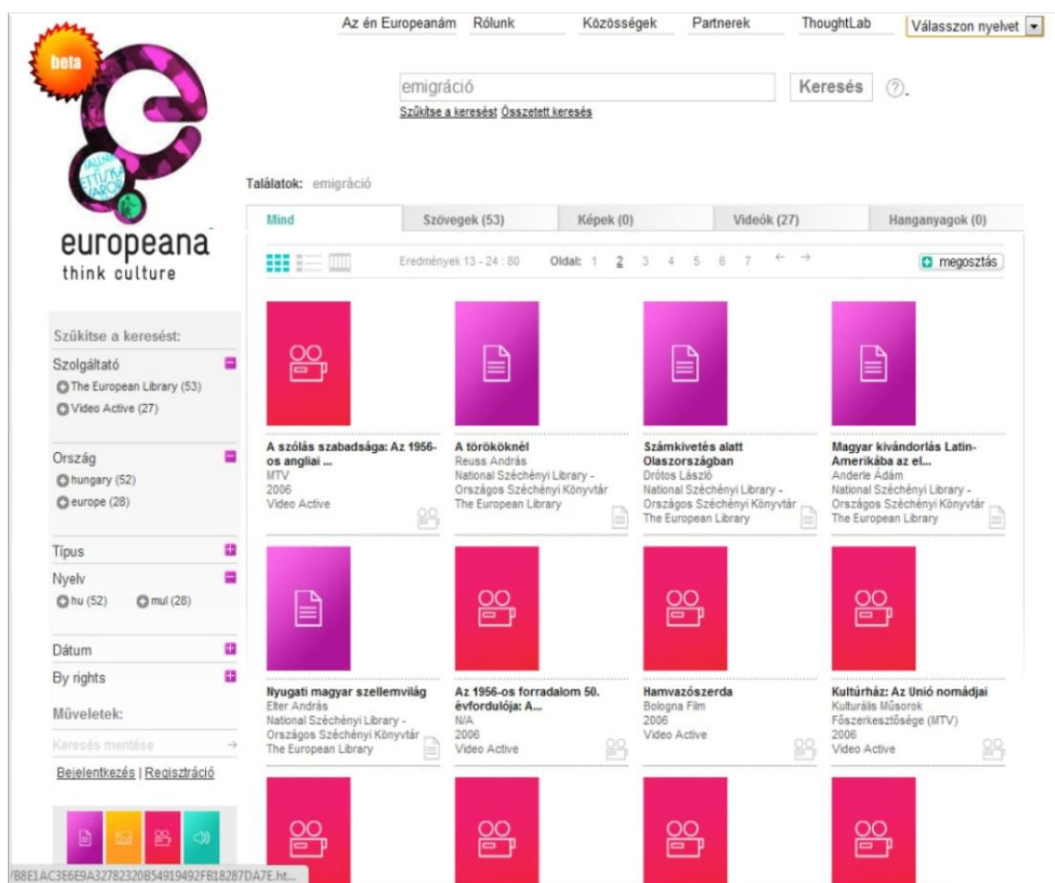 Az én Europeanám Rólunk Közösségek Partnerek ThoughtLab Válasszon nyelvet
beta
emigráció Keresés ?
Szűkítse a keresést Összetett keresés
europeana
think culture
Találatok: emigráció
Mind Szövegek (53) Képek (0) Videók (27) Hanganyagok (0)
Eredmények 13 - 24 : 80 Oldal: 1 2 3 4 5 6 7 ← → megosztás
Szűkítse a keresést:
Szolgáltató
The European Library (53)
Video Active (27)
Ország
hungary (52)
europe (28)
Típus
Nyelv
hu (52) mul (28)
Dátum
By rights
Műveletek:
Keresés mentése →
Bejelentkezés | Regisztráció
A szólás szabadsága: Az 1956-
os angliai ...
MTV
2006
Video Active
A törököknél
Reuss András
National Széchényi Library -
Országos Széchényi Könyvtár
The European Library
Számkivetés alatt
Olaszországban
Drótos László
National Széchényi Library -
Országos Széchényi Könyvtár
The European Library
Magyar kivándorlás Latin-
Amerikába az el...
Anderle Ádám
National Széchényi Library -
Országos Széchényi Könyvtár
The European Library
Nyugati magyar szellemvilág
Elter András
National Széchényi Library -
Országos Széchényi Könyvtár
The European Library
Az 1956-os forradalom 50.
évfordulója: A...
N/A
2006
Video Active
Hamvazószerda
Bologna Film
2006
Video Active
Kultúrház: Az Unió nomádjai
Kulturális Műsorok
Főszerkesztősége (MTV)
2006
Video Active